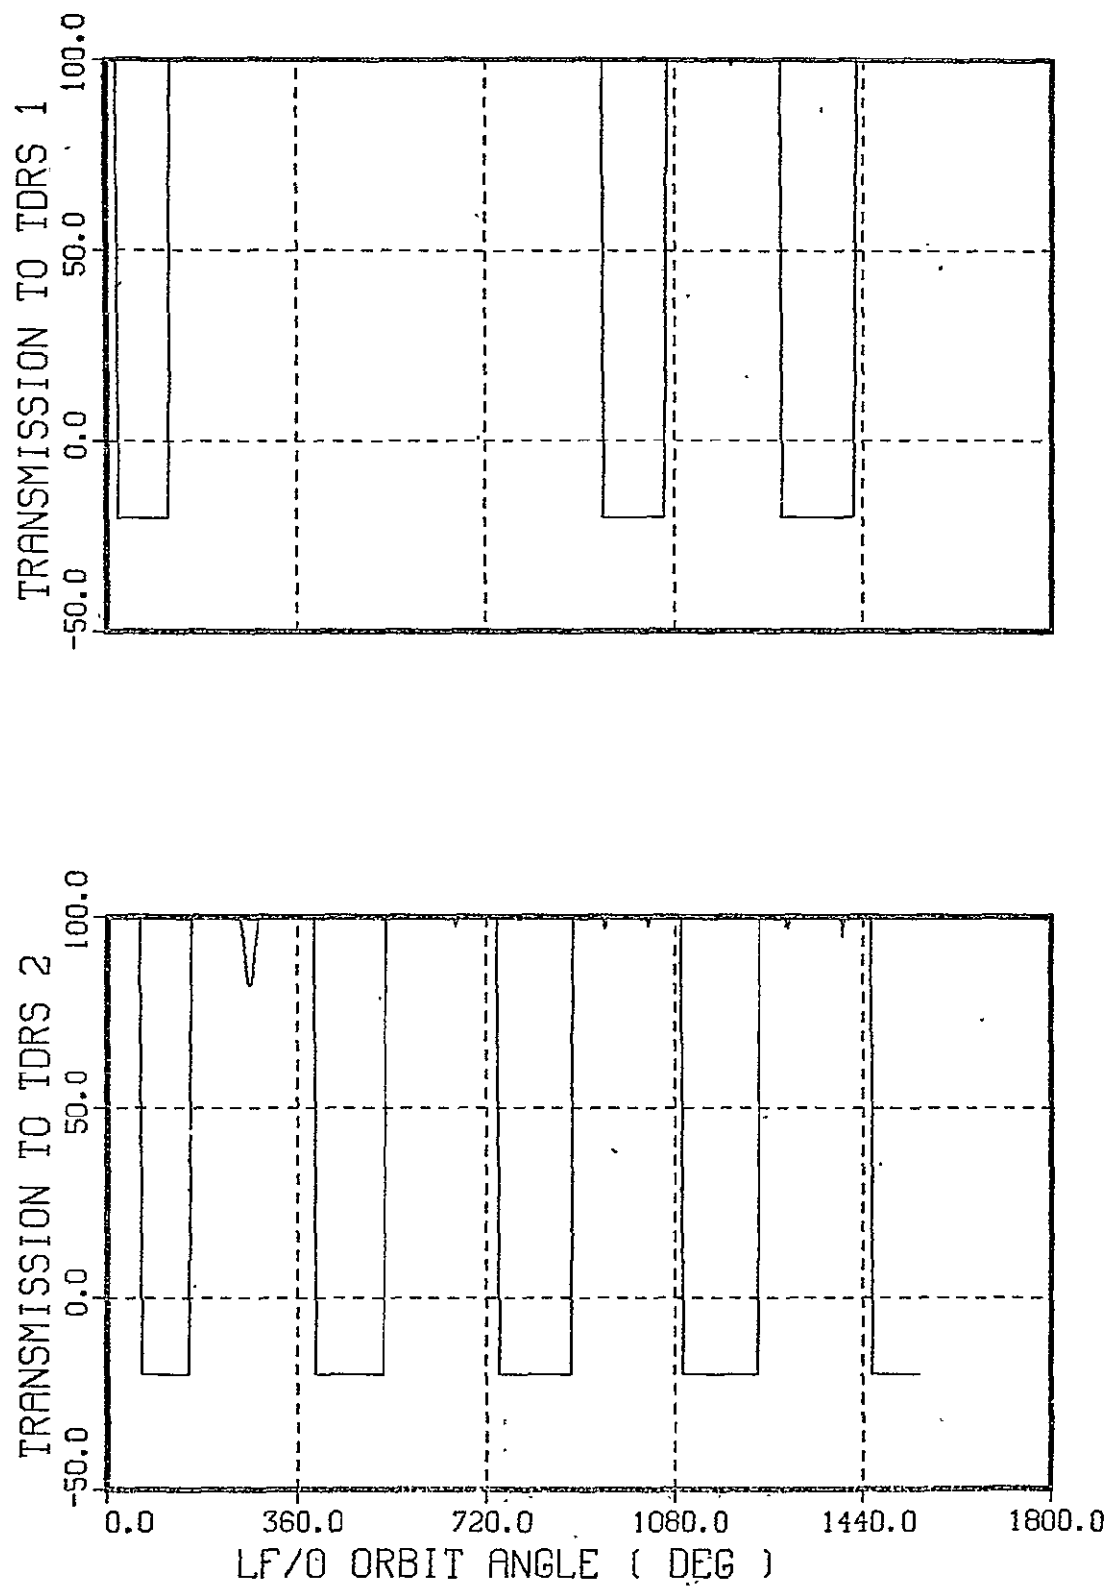 TRANSMISSION TO TDRS 1
100.0
50.0
0.0
-50.0
TRANSMISSION TO TDRS 2
100.0
50.0
0.0
-50.0
0.0 360.0 720.0 1080.0 1440.0 1800.0
LF/O ORBIT ANGLE ( DEG )